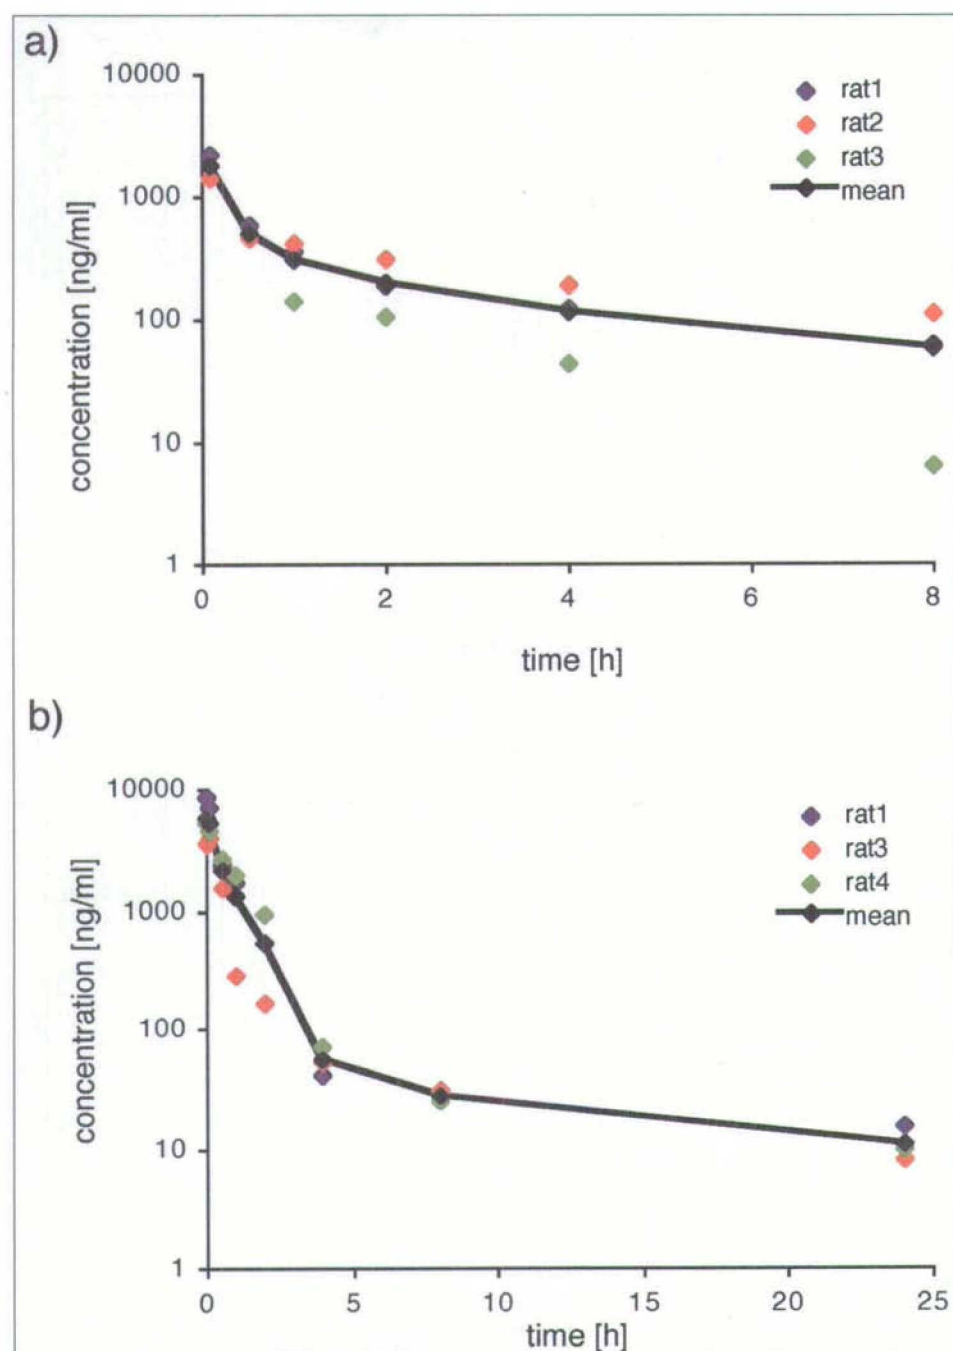 a)
10000
1000
100
10
1
concentration [ng/ml]
rat1
rat2
rat3
mean
0 2 4 6 8
time [h]
b)
10000
1000
100
10
1
concentration [ng/ml]
rat1
rat3
rat4
mean
0 5 10 15 20 25
time [h]